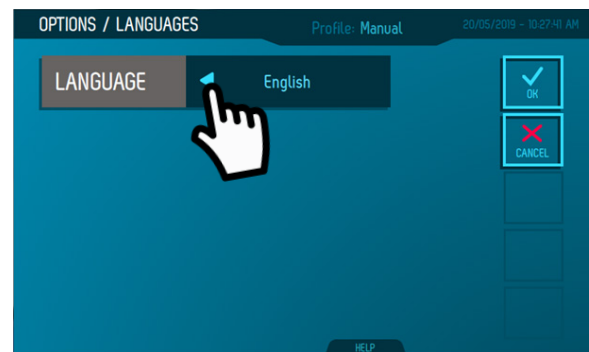 OPTIONS / LANGUAGES
Profile: Manual
20/05/2019 - 10:27:41 AM
LANGUAGE
English
OK
CANCEL
HELP